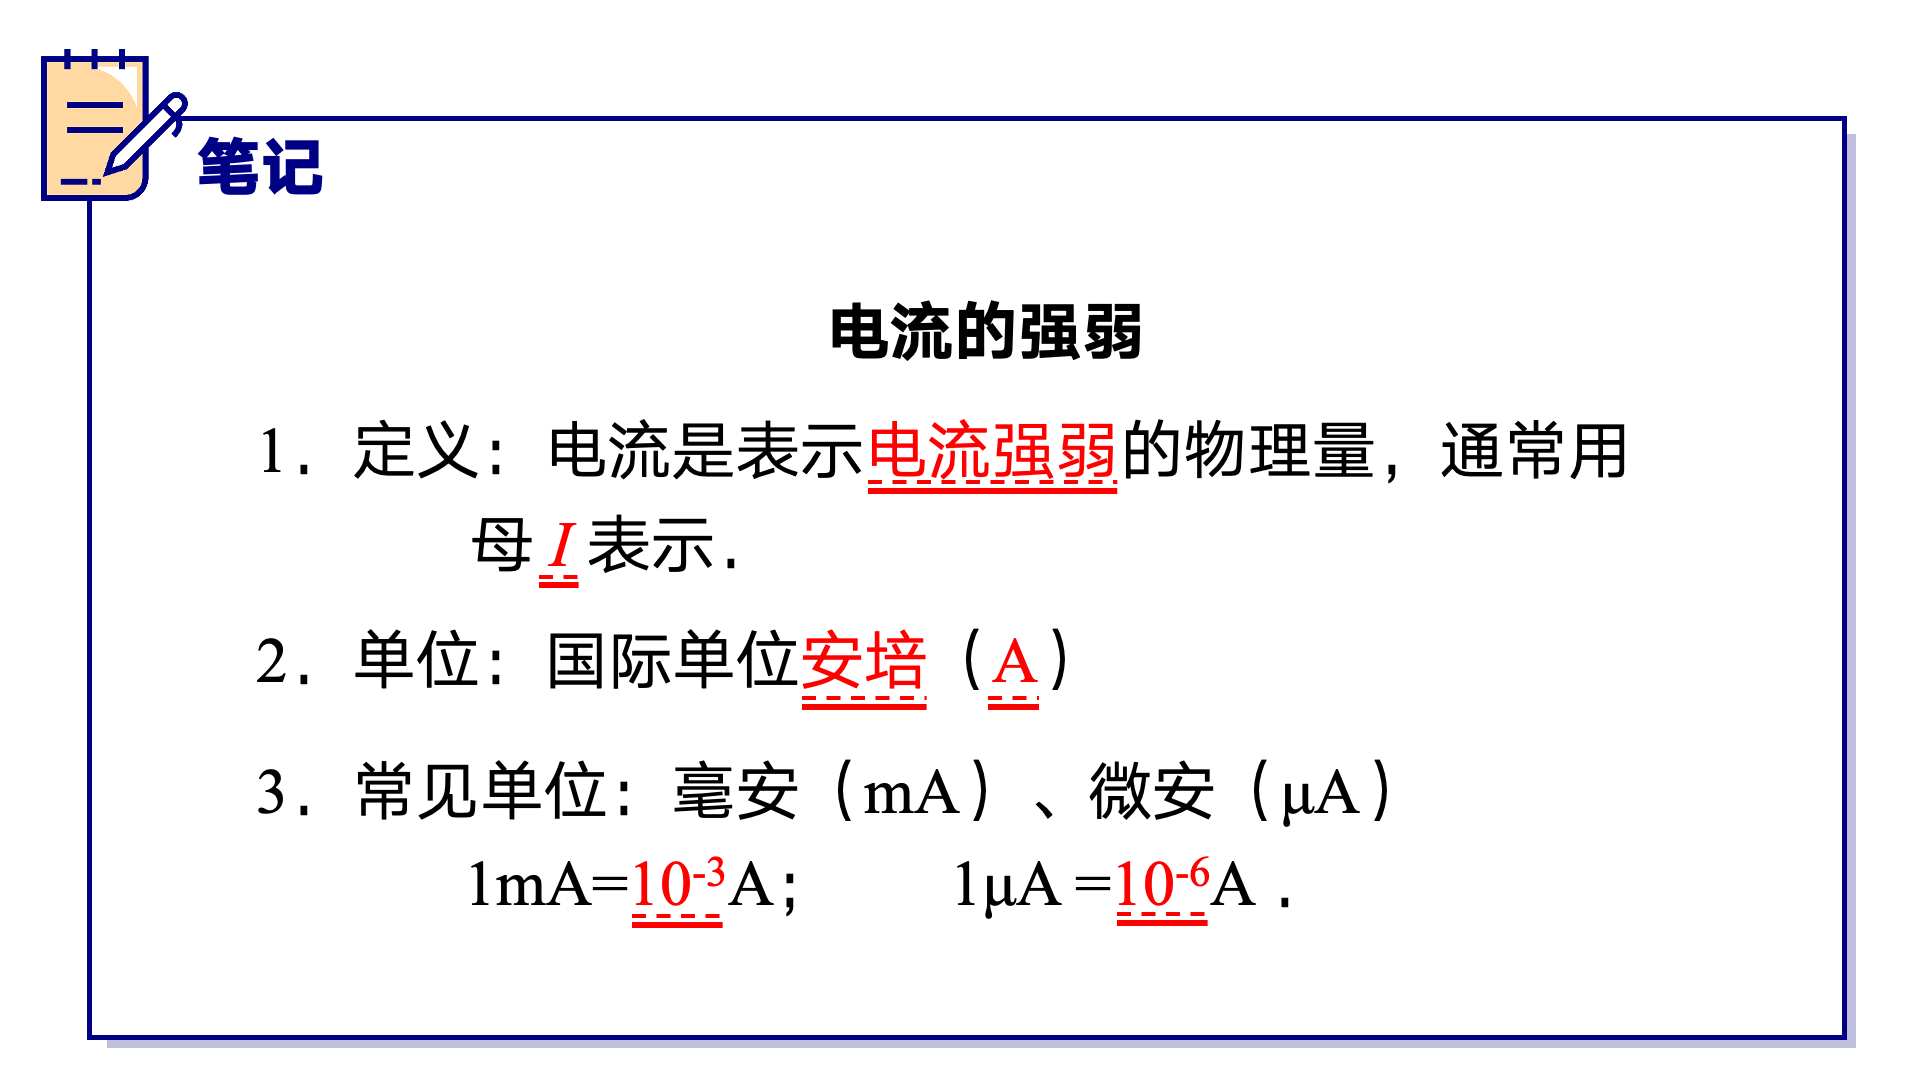 笔记
电流的强弱
1. 定义：电流是表示电流强弱的物理量，通常用
母 I 表示.
2. 单位：国际单位安培（A）
3. 常见单位：毫安（mA）、微安（μA）
1mA=10⁻³A； 1μA =10⁻⁶A .